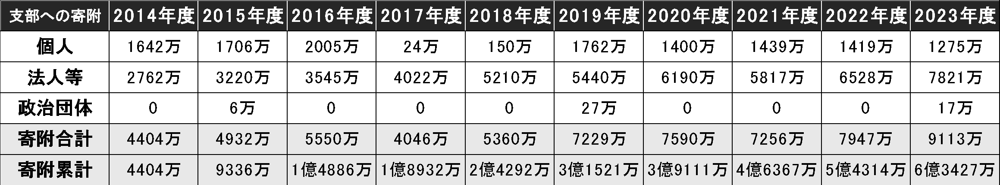 支部への寄附 2014年度 2015年度 2016年度 2017年度 2018年度 2019年度 2020年度 2021年度 2022年度 2023年度
個人 1642万 1706万 2005万 24万 150万 1762万 1400万 1439万 1419万 1275万
法人等 2762万 3220万 3545万 4022万 5210万 5440万 6190万 5817万 6528万 7821万
政治団体 0 6万 0 0 0 27万 0 0 0 17万
寄附合計 4404万 4932万 5550万 4046万 5360万 7229万 7590万 7256万 7947万 9113万
寄附累計 4404万 9336万 1億4886万 1億8932万 2億4292万 3億1521万 3億9111万 4億6367万 5億4314万 6億3427万